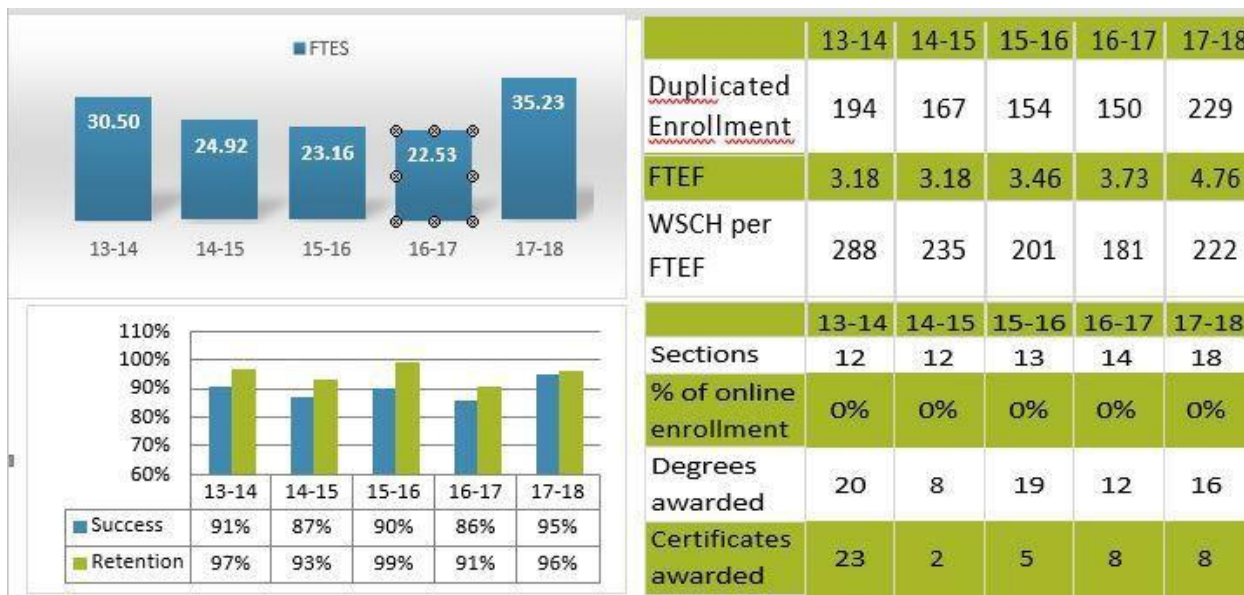 FTES
30.50
24.92
23.16
22.53
35.23
13-14 14-15 15-16 16-17 17-18
13-14 14-15 15-16 16-17 17-18
Duplicated
Enrollment 194 167 154 150 229
FTEF 3.18 3.18 3.46 3.73 4.76
WSCH per
FTEF 288 235 201 181 222
110%
100%
90%
80%
70%
60%
13-14 14-15 15-16 16-17 17-18
Success 91% 87% 90% 86% 95%
Retention 97% 93% 99% 91% 96%
13-14 14-15 15-16 16-17 17-18
Sections 12 12 13 14 18
% of online
enrollment 0% 0% 0% 0% 0%
Degrees
awarded 20 8 19 12 16
Certificates
awarded 23 2 5 8 8